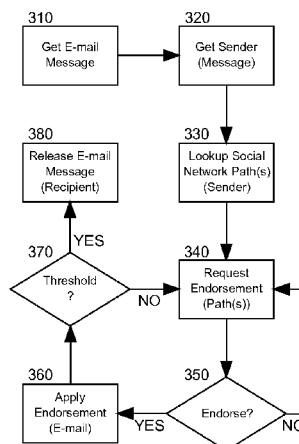 310
Get E-mail
Message
320
Get Sender
(Message)
380
Release E-mail
Message
(Recipient)
330
Lookup Social
Network Path(s)
(Sender)
YES
370
Threshold
?
NO
340
Request
Endorsement
(Path(s))
360
Apply
Endorsement
(E-mail)
YES
350
Endorse?
NO